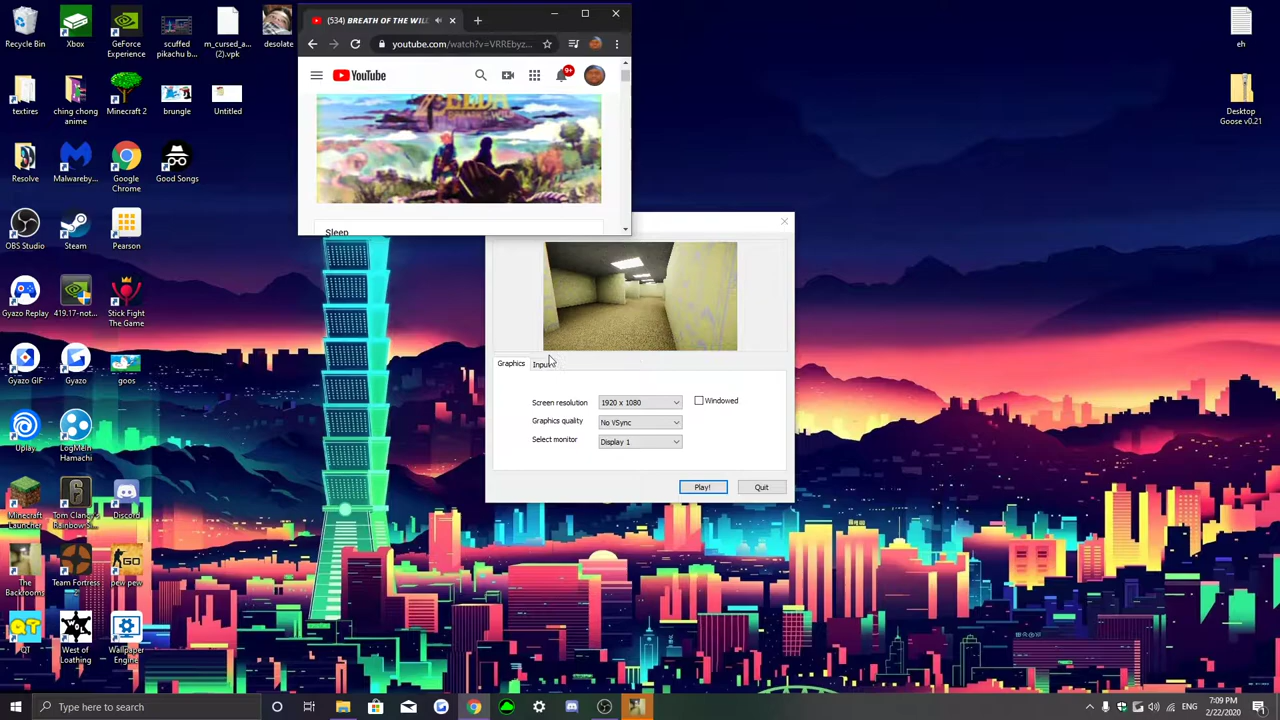 (534) BREATH OF THE WIL
youtube.com/watch?v=VRREbyz...
YouTube
9+
ZELDA
Sleep
Recycle Bin
Xbox
GeForce Experience
scuffed pikachu b
m_cursed_a...
(2).vpk
desolate
textires
ching cheng anime
Minecraft 2
brungle
Untitled
Resolve
Malwareby...
Google Chrome
Good Songs
OBS Studio
Steam
Pearson
Gyazo Replay
419.17-not...
Stick Fight The Game
Gyazo GIF
Gyazo
goos
Uplay
LogMeIn Hamachi
Minecraft Launcher
Tom Clancy's Rainbow Si...
Discord
The Backrooms
Team Fortress 2
pew pew
QT
West of Loathing
Wallpaper Engine
eh
Desktop Goose v0.21
Graphics
Input
Screen resolution
1920 x 1080
Windowed
Graphics quality
No VSync
Select monitor
Display 1
Play!
Quit
Type here to search
ENG
7:09 PM
2/22/2020